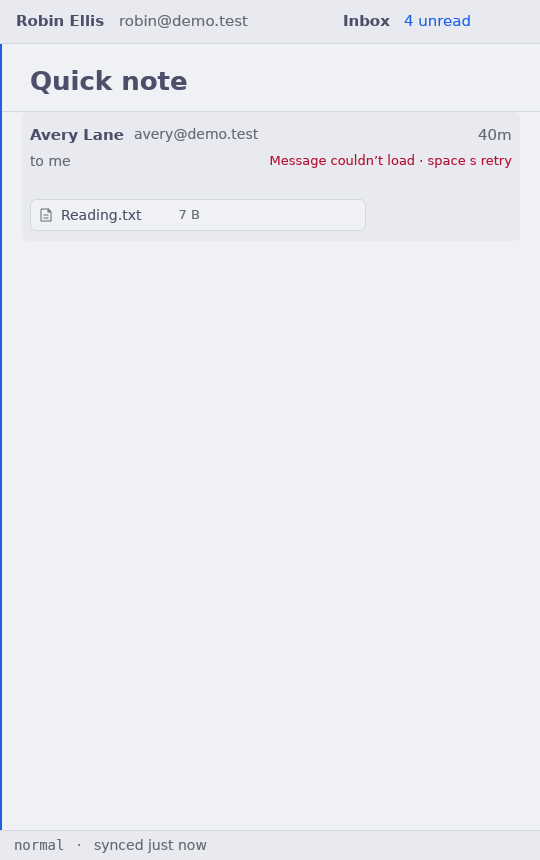 Robin Ellis robin@demo.test Inbox 4 unread
Quick note
Avery Lane avery@demo.test 40m
to me Message couldn’t load · space s retry
Reading.txt 7 B
normal · synced just now